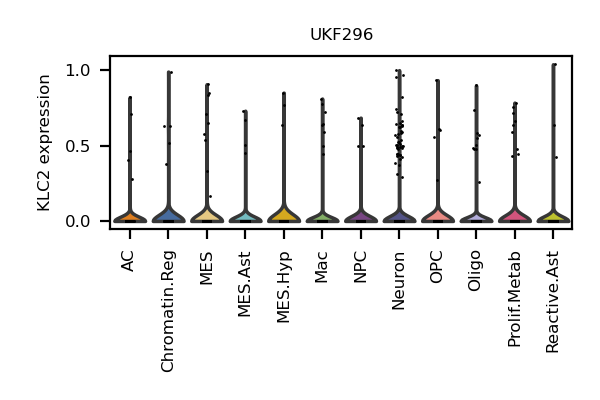 UKF296
KLC2 expression
1.0
0.5
0.0
AC
Chromatin.Reg
MES
MES.Ast
MES.Hyp
Mac
NPC
Neuron
OPC
Oligo
Prolif.Metab
Reactive.Ast